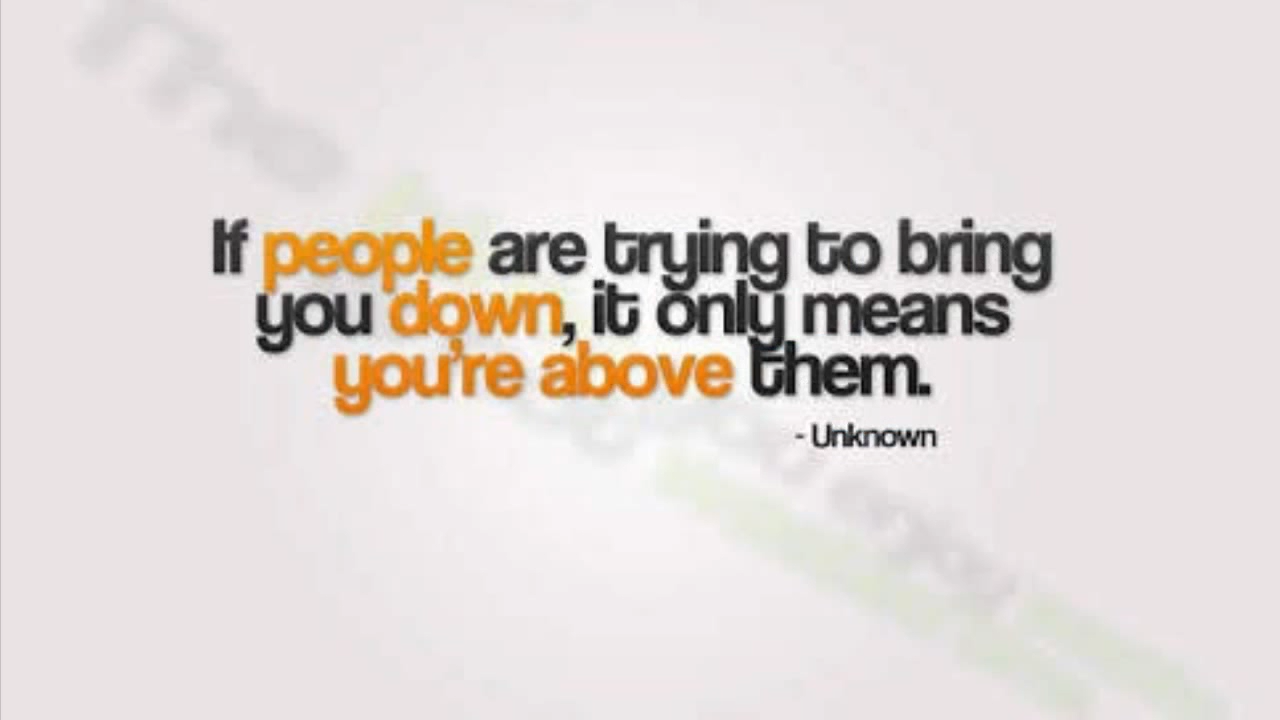 If people are trying to bring
you down, it only means
you're above them.
- Unknown